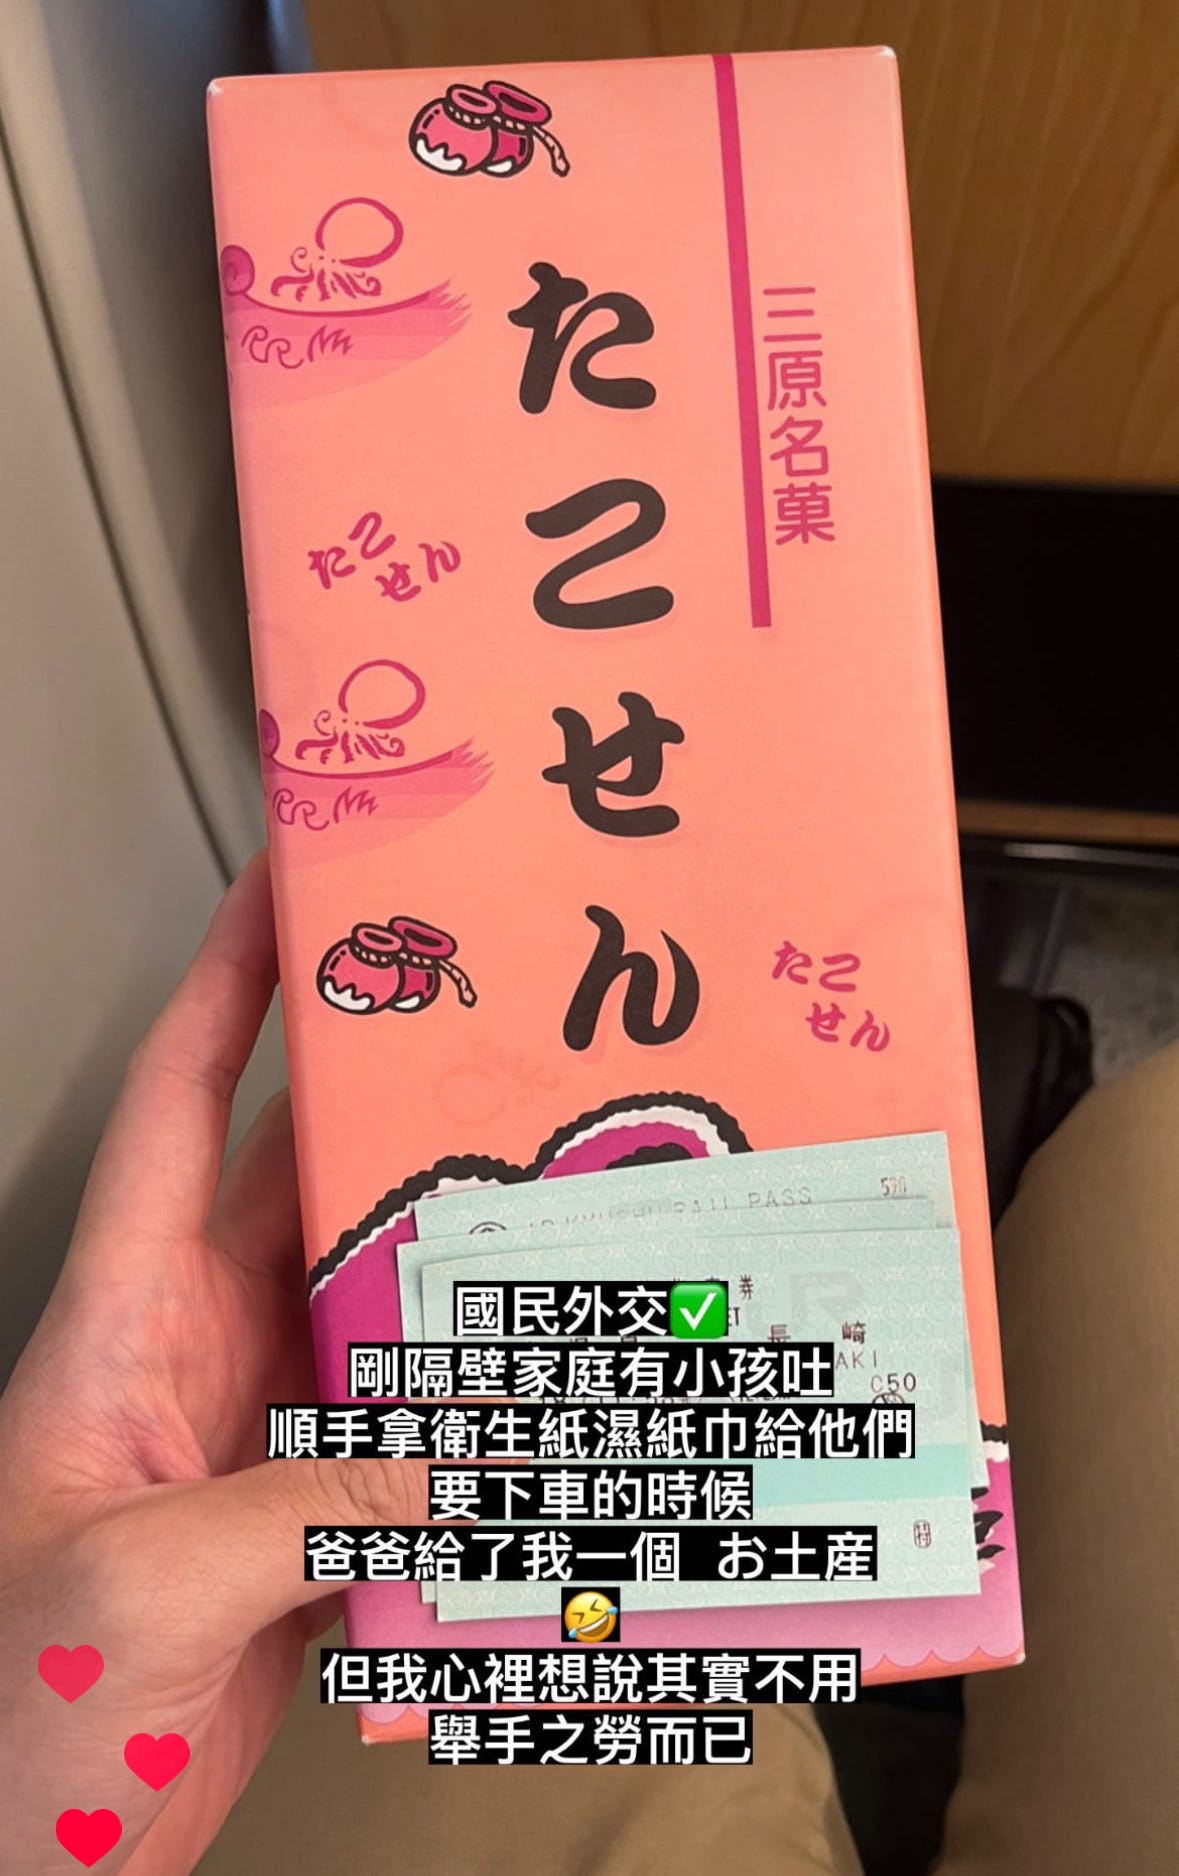 たこせん
三原名菓
たこ
せん
たこ
せん
JR KYUSHU RAIL PASS
長崎
C50
國民外交✅
剛隔壁家庭有小孩吐
順手拿衛生紙濕紙巾給他們
要下車的時候
爸爸給了我一個 お土産
🤣
但我心裡想說其實不用
舉手之勞而已